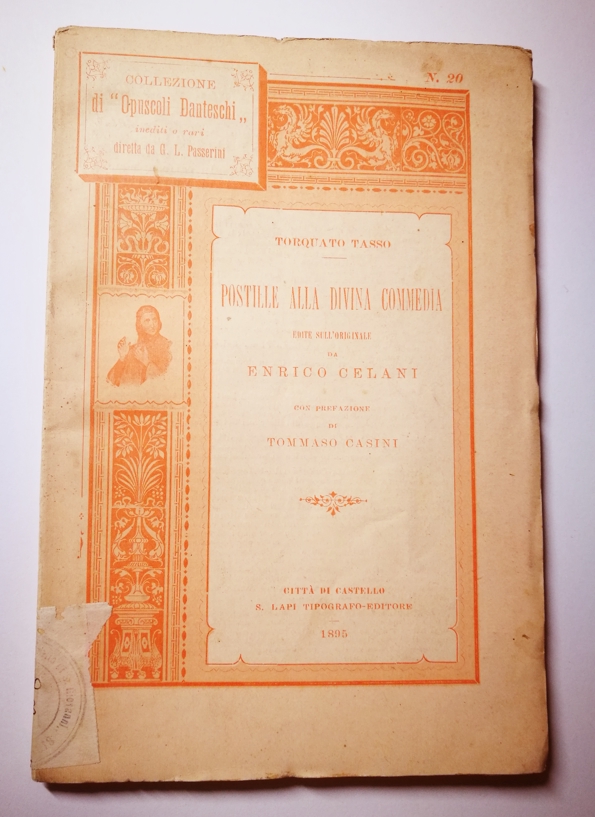 COLLEZIONE
di "Opuscoli Danteschi„
inediti o rari
diretta da G. L. Passerini
N. 20
TORQUATO TASSO
POSTILLE ALLA DIVINA COMMEDIA
EDITE SULL'ORIGINALE
DA
ENRICO CELANI
CON PREFAZIONE
DI
TOMMASO CASINI
CITTÀ DI CASTELLO
S. LAPI TIPOGRAFO-EDITORE
1895